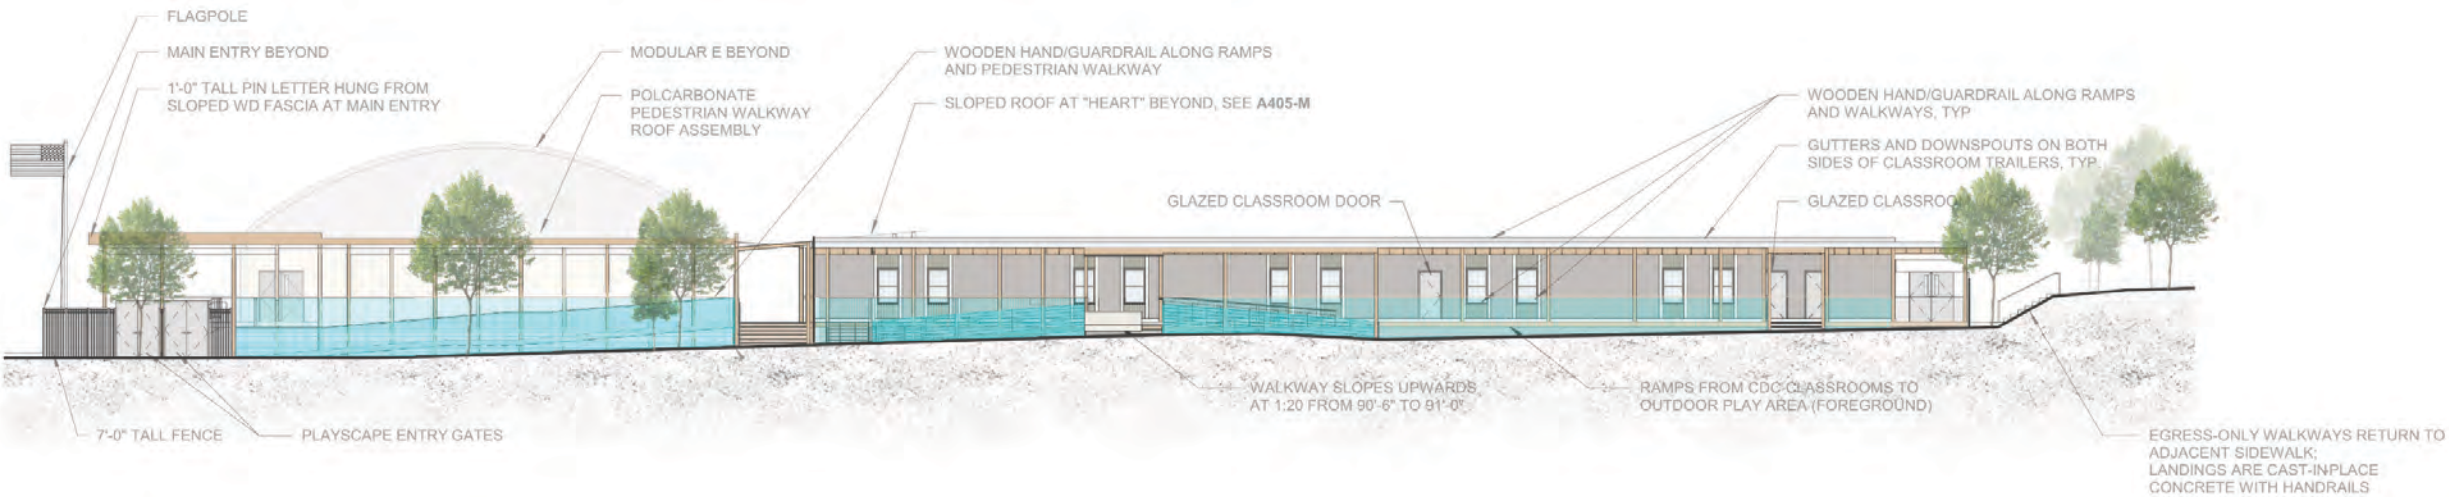 FLAGPOLE
MAIN ENTRY BEYOND
1'-0" TALL PIN LETTER HUNG FROM
SLOPED WD FASCIA AT MAIN ENTRY
MODULAR E BEYOND
POLCARBONATE
PEDESTRIAN WALKWAY
ROOF ASSEMBLY
WOODEN HAND/GUARDRAIL ALONG RAMPS
AND PEDESTRIAN WALKWAY
SLOPED ROOF AT "HEART" BEYOND, SEE A405-M
GLAZED CLASSROOM DOOR
WOODEN HAND/GUARDRAIL ALONG RAMPS
AND WALKWAYS, TYP
GUTTERS AND DOWNSPOUTS ON BOTH
SIDES OF CLASSROOM TRAILERS, TYP.
GLAZED CLASSROO
7'-0" TALL FENCE
PLAYSCAPE ENTRY GATES
WALKWAY SLOPES UPWARDS
AT 1:20 FROM 90'-6" TO 91'-0"
RAMPS FROM CDC CLASSROOMS TO
OUTDOOR PLAY AREA (FOREGROUND)
EGRESS-ONLY WALKWAYS RETURN TO
ADJACENT SIDEWALK;
LANDINGS ARE CAST-INPLACE
CONCRETE WITH HANDRAILS